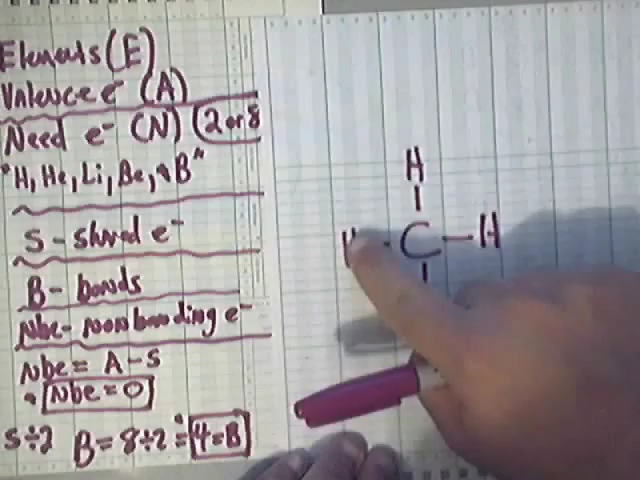 Elements (E)
Valence e⁻ (A)
Need e⁻ (N) (2 or 8
"H, He, Li, Be, & B"
S - shared e⁻
B - bonds
Nbe - nonbonding e⁻
Nbe = A - S
Nbe = 0
S ÷ 2 B = 8 ÷ 2 = 4 = B
H
H - C - H